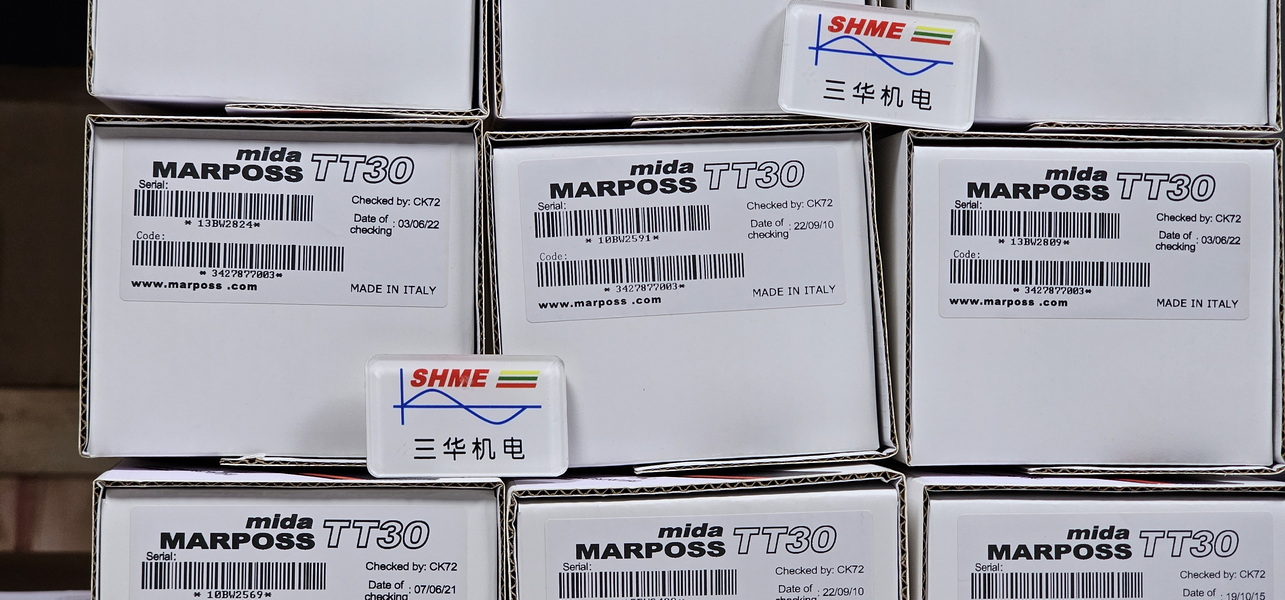 SHME
三华机电
mida
MARPOSS TT30
Serial:
* 13BW2824*
Checked by: CK72
Date of checking : 03/06/22
Code:
* 3427877003*
www.marposs .com
MADE IN ITALY
mida
MARPOSS TT30
Serial:
* 10BW2591*
Checked by: CK72
Date of checking : 22/09/10
Code:
* 3427877003*
www.marposs .com
MADE IN ITALY
mida
MARPOSS TT30
Serial:
* 13BW2809*
Checked by: CK72
Date of checking : 03/06/22
Code:
* 3427877003*
www.marposs .com
MADE IN ITALY
SHME
三华机电
mida
MARPOSS TT30
Serial:
* 10BW2569*
Checked by: CK72
Date of checking : 07/06/21
mida
MARPOSS TT30
Serial:
Checked by: CK72
Date of checking : 22/09/10
mida
MARPOSS TT30
Serial:
Checked by: CK72
Date of : 19/10/15